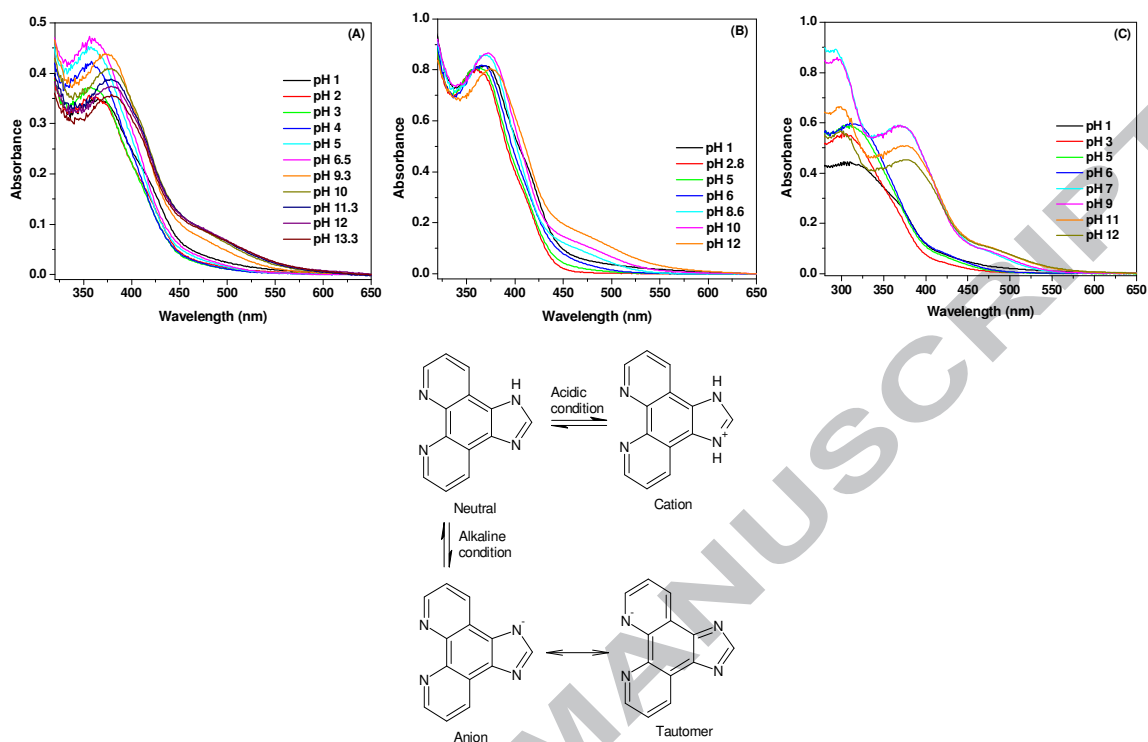 (A)
0.5
0.4
0.3
0.2
0.1
0.0
Absorbance
350 400 450 500 550 600 650
Wavelength (nm)
pH 1
pH 2
pH 3
pH 4
pH 5
pH 6.5
pH 9.3
pH 10
pH 11.3
pH 12
pH 13.3
(B)
1.0
0.8
0.6
0.4
0.2
0.0
Absorbance
350 400 450 500 550 600 650
Wavelength (nm)
pH 1
pH 2.8
pH 5
pH 6
pH 8.6
pH 10
pH 12
(C)
1.0
0.8
0.6
0.4
0.2
0.0
Absorbance
300 350 400 450 500 550 600 650
Wavelength (nm)
pH 1
pH 3
pH 5
pH 6
pH 7
pH 9
pH 11
pH 12
H
N
N
N
N
Neutral
Acidic
condition
H
N
N
N
N+
H
Cation
Alkaline
condition
N
N-
N
N
Anion
N-
N
N
N
Tautomer
MANUSCRIPT